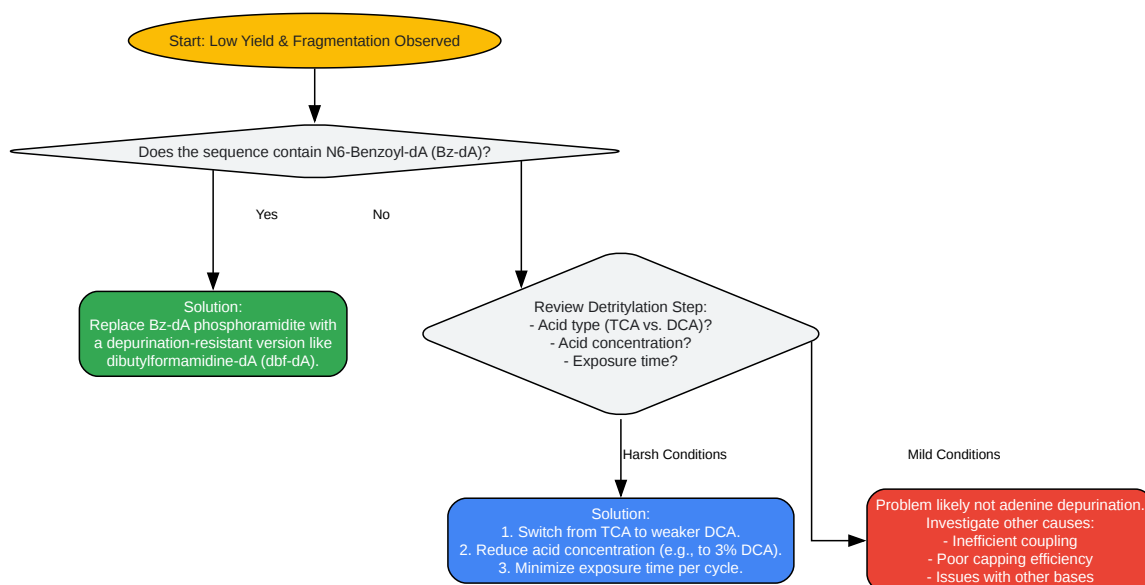 Start: Low Yield & Fragmentation Observed
Does the sequence contain N6-Benzoyl-dA (Bz-dA)?
Yes
No
Solution:
Replace Bz-dA phosphoramidite with
a depurination-resistant version like
dibutylformamidine-dA (dbf-dA).
Review Detritylation Step:
- Acid type (TCA vs. DCA)?
- Acid concentration?
- Exposure time?
Harsh Conditions
Mild Conditions
Solution:
1. Switch from TCA to weaker DCA.
2. Reduce acid concentration (e.g., to 3% DCA).
3. Minimize exposure time per cycle.
Problem likely not adenine depurination.
Investigate other causes:
- Inefficient coupling
- Poor capping efficiency
- Issues with other bases